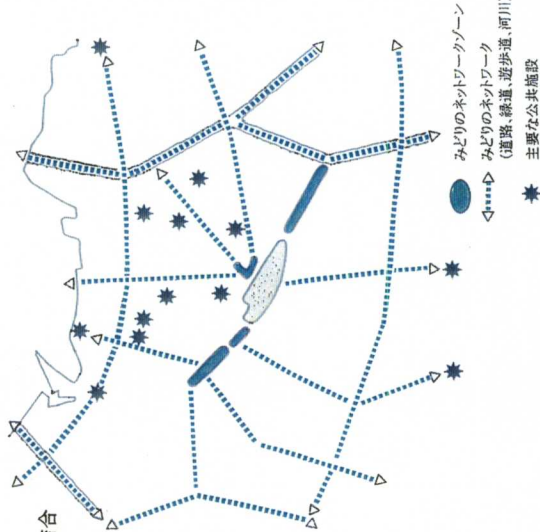 合
みどりのネットワークゾーン
みどりのネットワーク
(道路、緑道、遊歩道、河川
主要な公共施設